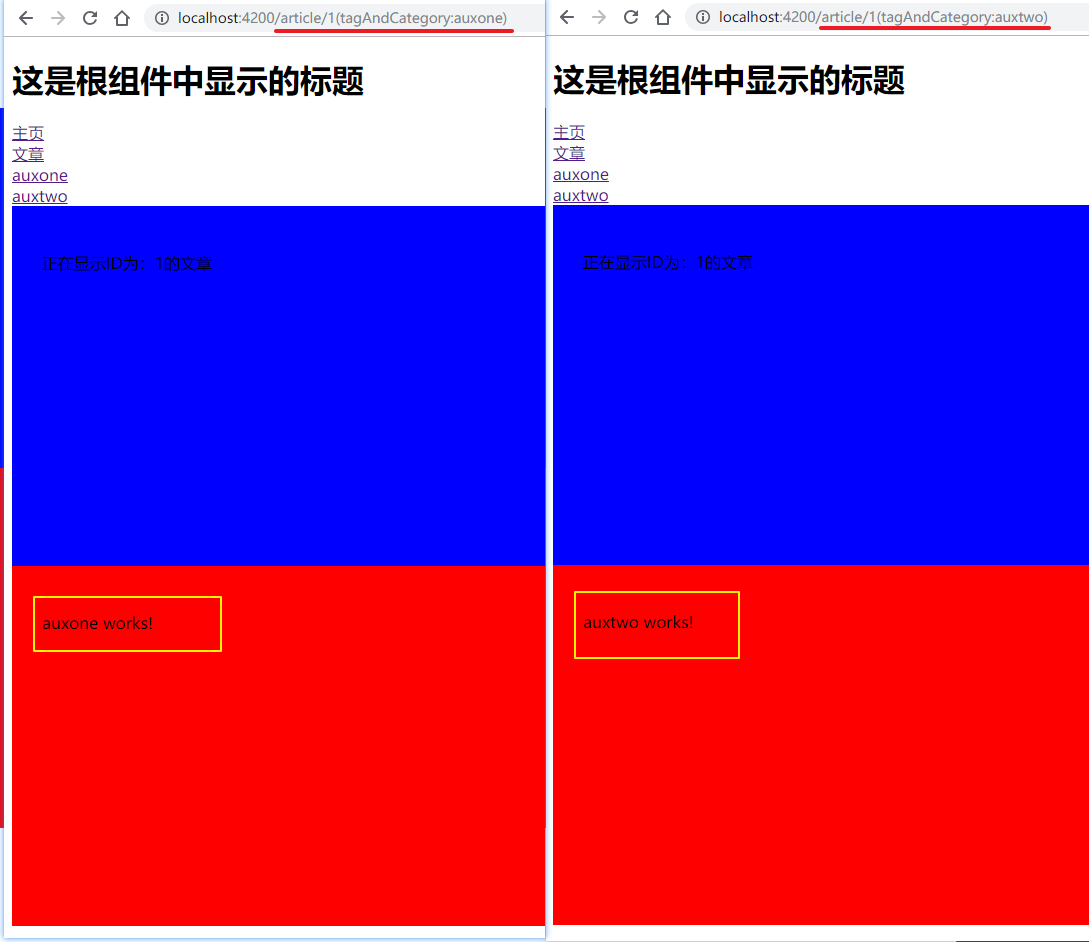 localhost:4200/article/1(tagAndCategory:auxone)
这是根组件中显示的标题
主页
文章
auxone
auxtwo
正在显示ID为：1的文章
auxone works!
localhost:4200/article/1(tagAndCategory:auxtwo)
这是根组件中显示的标题
主页
文章
auxone
auxtwo
正在显示ID为：1的文章
auxtwo works!